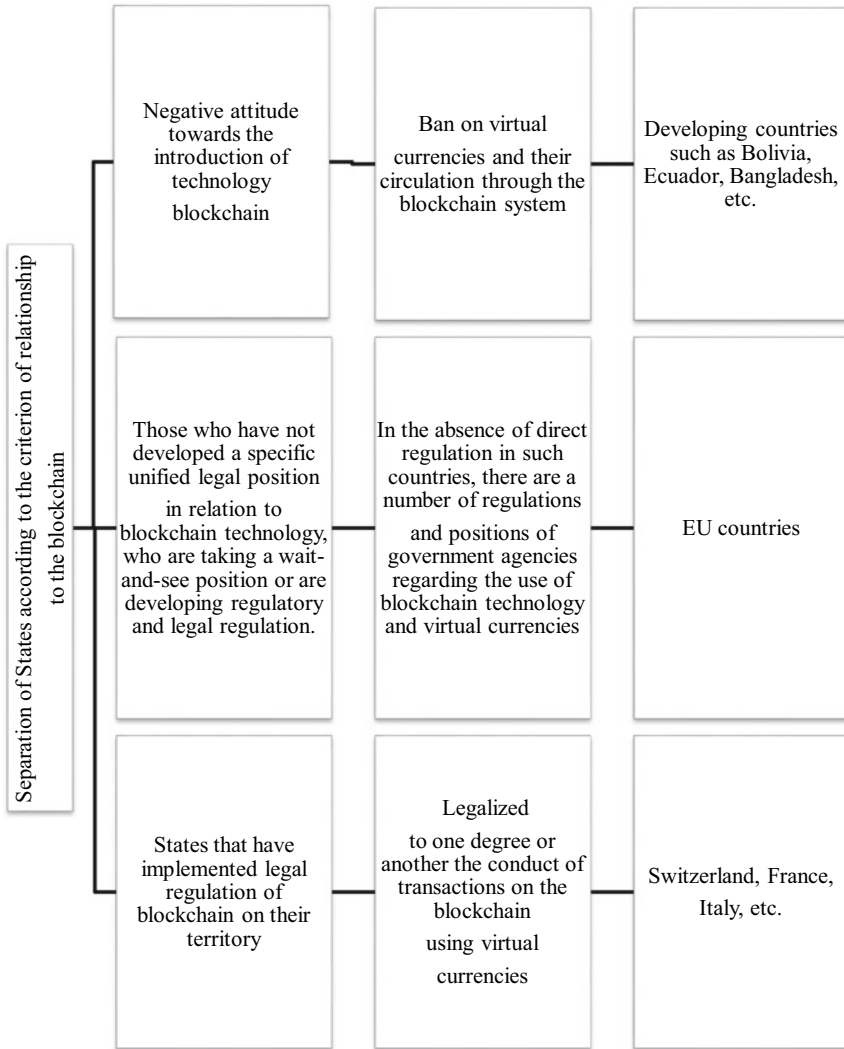 Separation of States according to the criterion of relationship
to the blockchain
Negative attitude
towards the
introduction of
technology
blockchain
Ban on virtual
currencies and their
circulation through the
blockchain system
Developing countries
such as Bolivia,
Ecuador, Bangladesh,
etc.
Those who have not
developed a specific
unified legal position
in relation to
blockchain technology,
who are taking a wait-
and-see position or are
developing regulatory
and legal regulation.
In the absence of direct
regulation in such
countries, there are a
number of regulations
and positions of
government agencies
regarding the use of
blockchain technology
and virtual currencies
EU countries
States that have
implemented legal
regulation of
blockchain on their
territory
Legalized
to one degree or
another the conduct of
transactions on the
blockchain
using virtual
currencies
Switzerland, France,
Italy, etc.